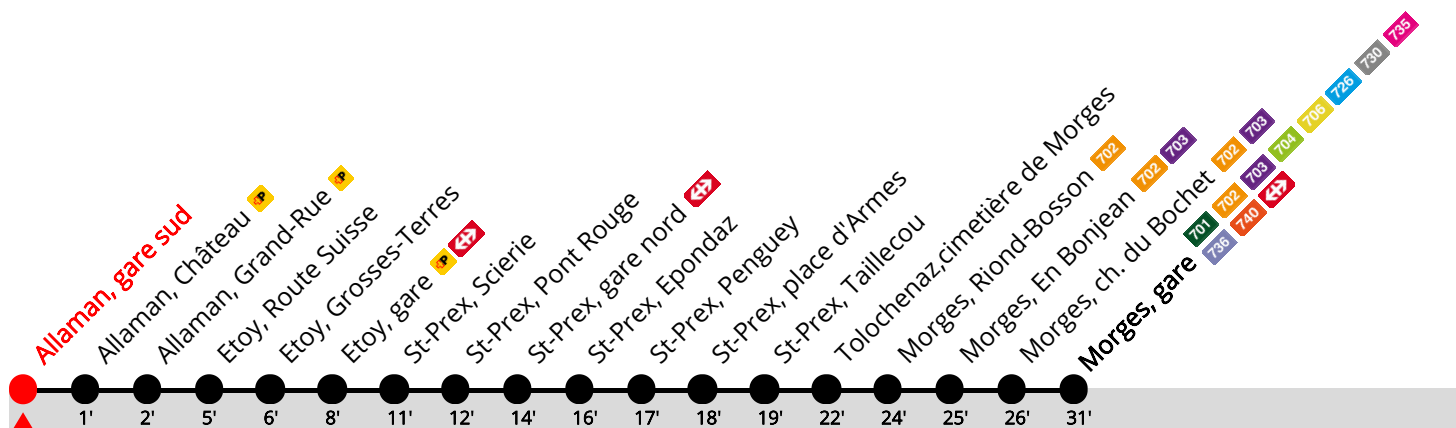 Allaman, gare sud
Allaman, Château P
Allaman, Grand-Rue P
Etoy, Route Suisse
Etoy, Grosses-Terres
Etoy, gare P
St-Prex, Scierie
St-Prex, Pont Rouge
St-Prex, gare nord
St-Prex, Epondaz
St-Prex, Penguey
St-Prex, place d'Armes
St-Prex, Taillecou
Tolochenaz,cimetière de Morges
Morges, Riond-Bosson 702
Morges, En Bonjean 702 703
Morges, ch. du Bochet 702 703
Morges, gare 701 702 703 704 706 726 730 735
736 740
1' 2' 5' 6' 8' 11' 12' 14' 16' 17' 18' 19' 22' 24' 25' 26' 31'